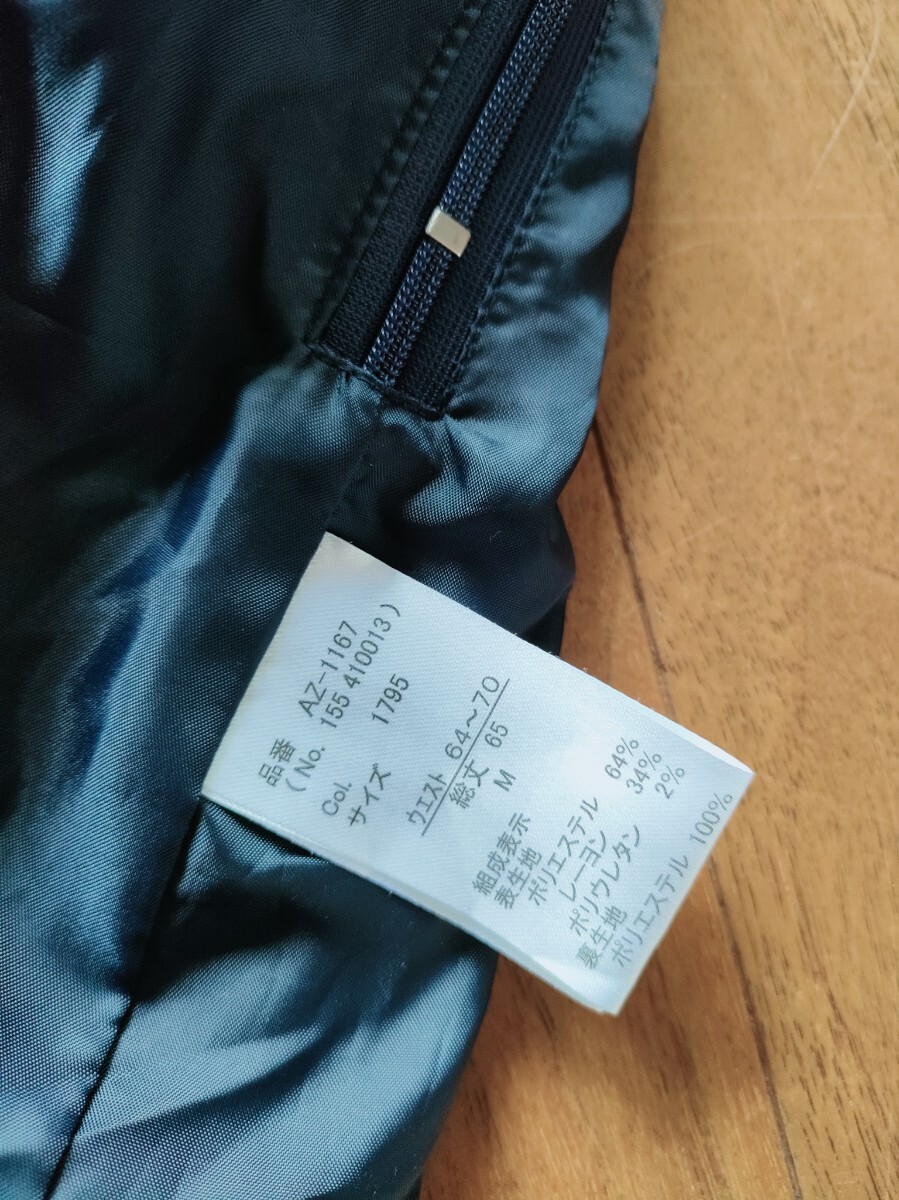 品番 AZ-1167
(No. 155 410013)
Col. 1795
サイズ
ウエスト 64～70
総丈 65
M
組成表示
表生地
ポリエステル 64%
レーヨン 34%
ポリウレタン 2%
裏生地
ポリエステル 100%